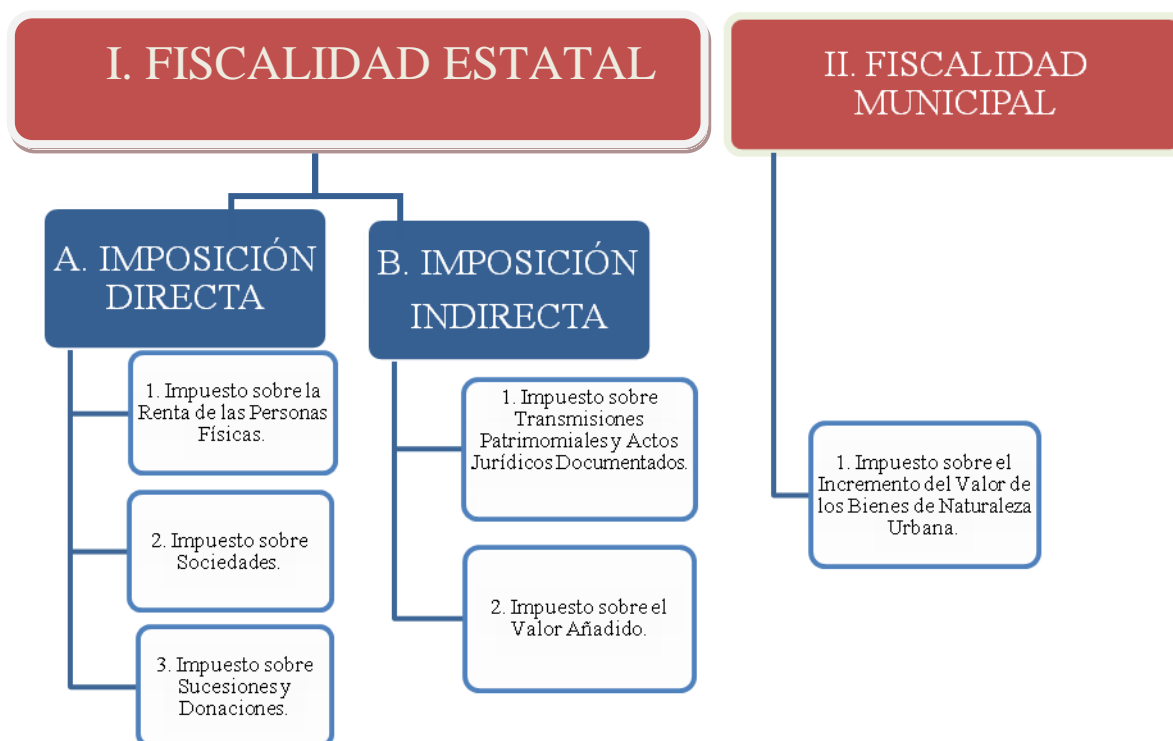 I. FISCALIDAD ESTATAL
II. FISCALIDAD
MUNICIPAL
A. IMPOSICIÓN
DIRECTA
B. IMPOSICIÓN
INDIRECTA
1. Impuesto sobre la
Renta de las Personas
Físicas.
2. Impuesto sobre
Sociedades.
3. Impuesto sobre
Sucesiones y
Donaciones.
1. Impuesto sobre
Transmisiones
Patrimomiales y Actos
Jurídicos Documentados.
2. Impuesto sobre el
Valor Añadido.
1. Impuesto sobre el
Incremento del Valor de
los Bienes de Naturaleza
Urbana.